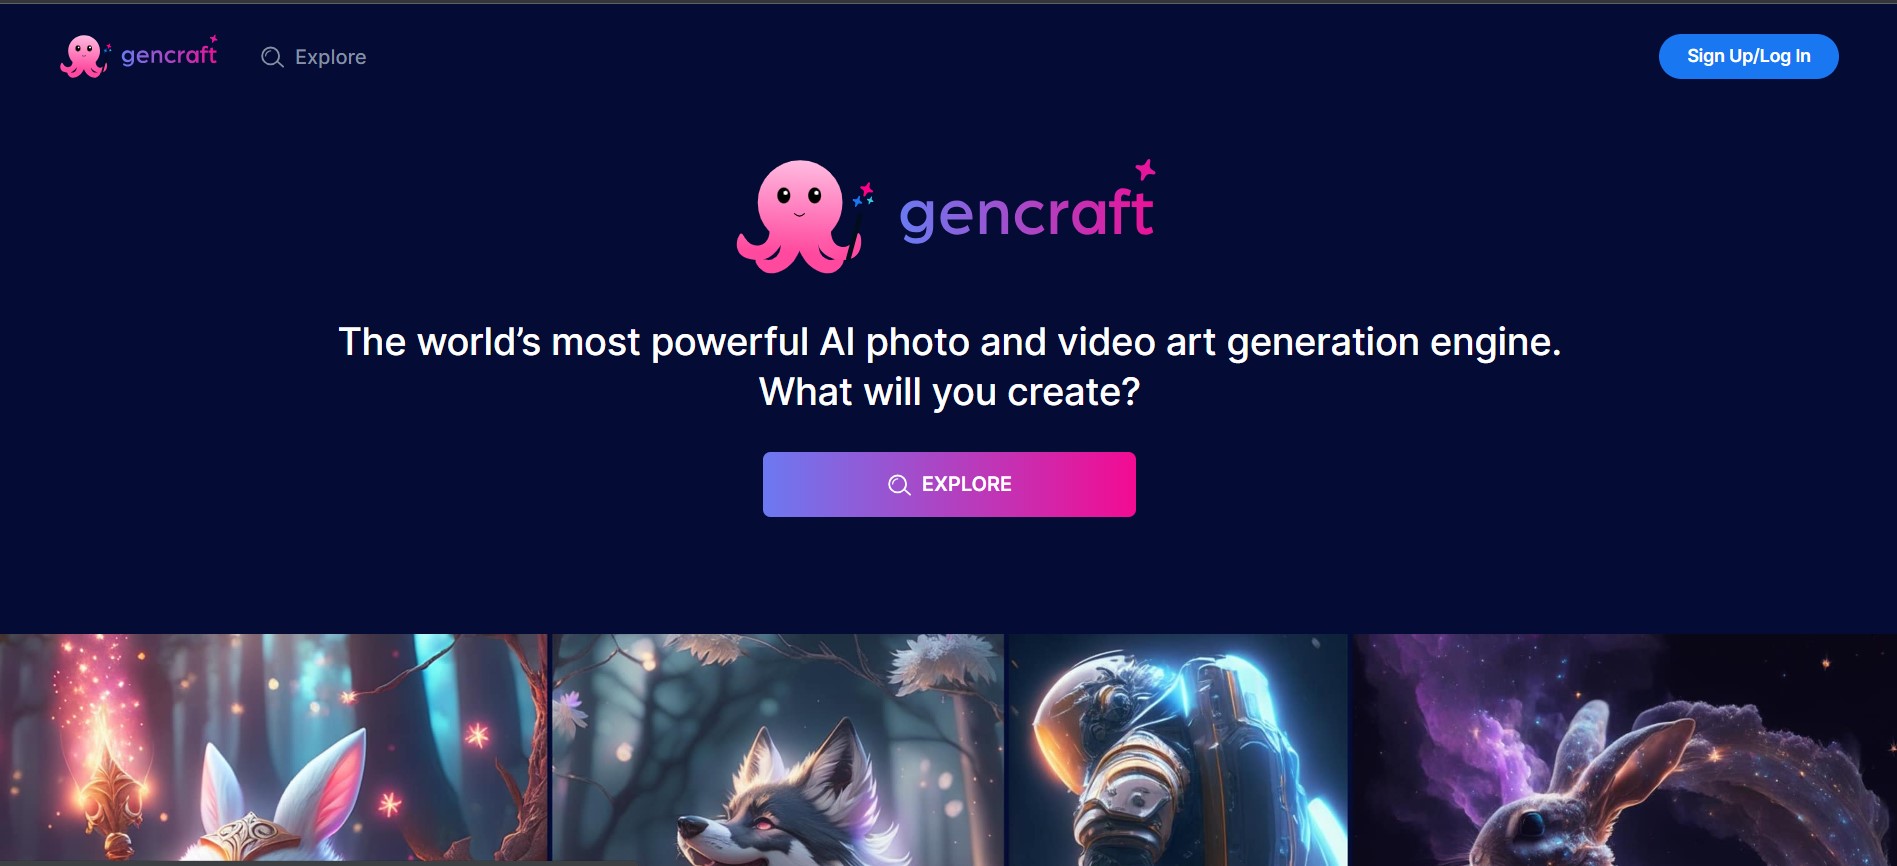 gencraft
Explore
Sign Up/Log In
gencraft
The world’s most powerful AI photo and video art generation engine.
What will you create?
EXPLORE